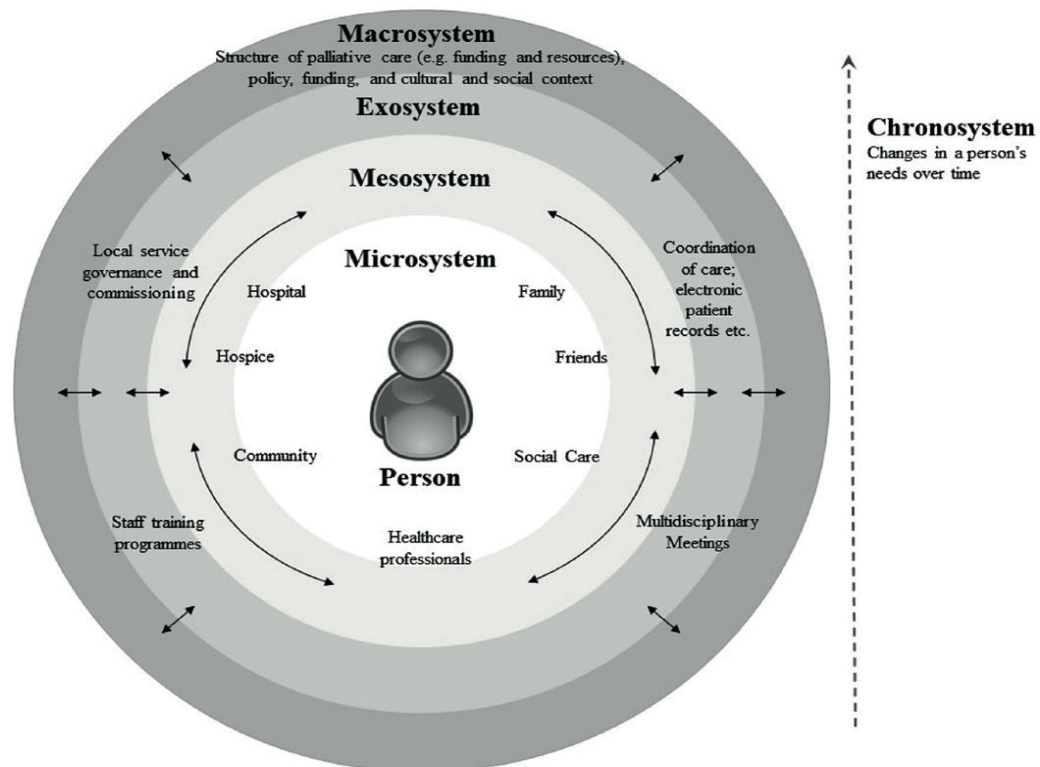 Macrosystem
Structure of palliative care (e.g. funding and resources),
policy, funding, and cultural and social context
Exosystem
Mesosystem
Microsystem
Chronosystem
Changes in a person's
needs over time
Local service
governance and
commissioning
Coordination
of care;
electronic
patient
records etc.
Hospital
Family
Hospice
Friends
Community
Social Care
Person
Staff training
programmes
Healthcare
professionals
Multidisciplinary
Meetings